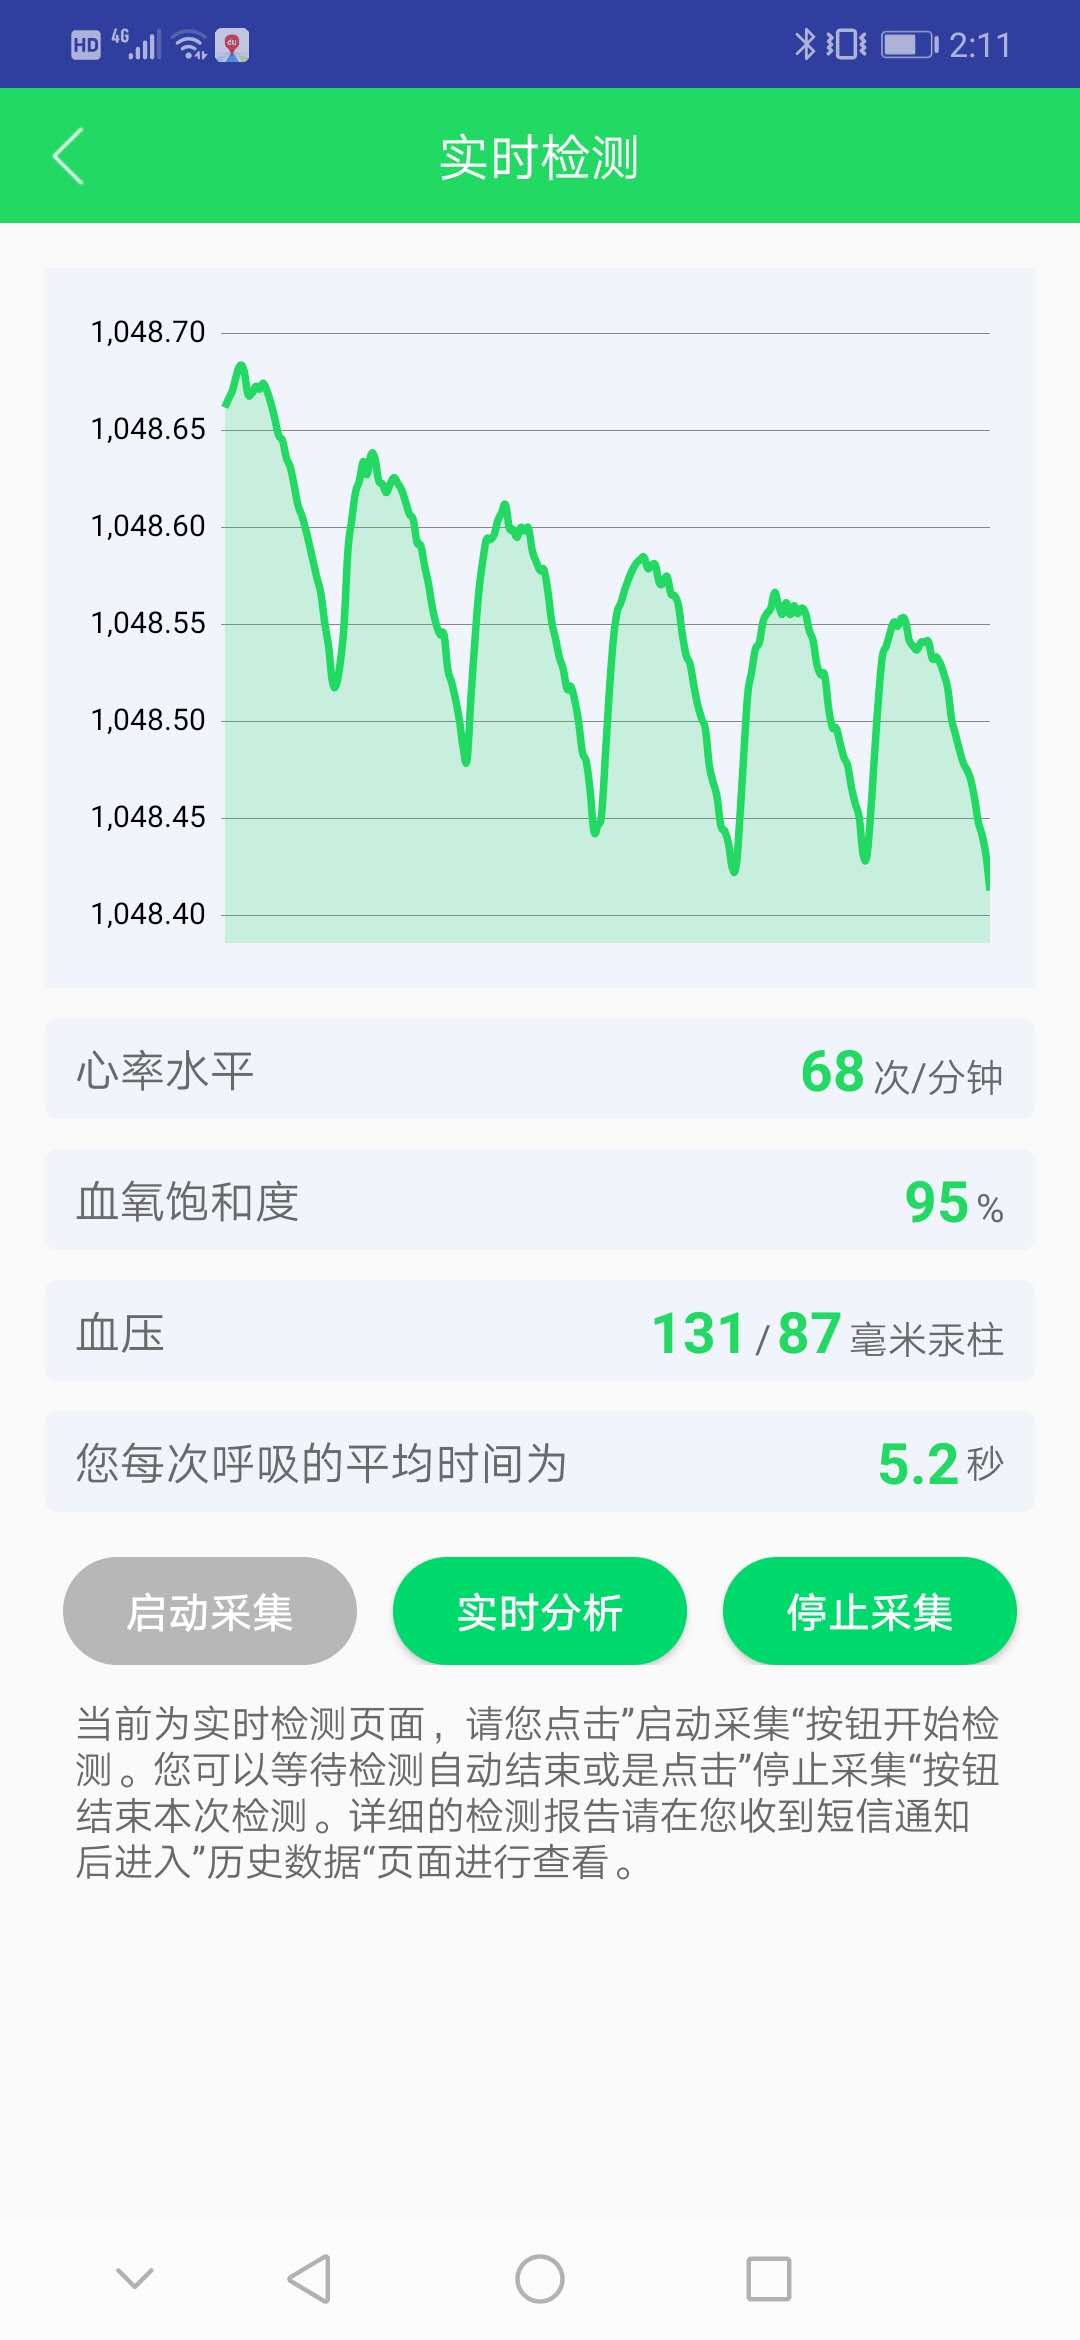 HD 4G 2:11
实时检测
1,048.70
1,048.65
1,048.60
1,048.55
1,048.50
1,048.45
1,048.40
心率水平 68 次/分钟
血氧饱和度 95 %
血压 131 / 87 毫米汞柱
您每次呼吸的平均时间为 5.2 秒
启动采集 实时分析 停止采集
当前为实时检测页面，请您点击”启动采集“按钮开始检
测。您可以等待检测自动结束或是点击”停止采集“按钮
结束本次检测。详细的检测报告请在您收到短信通知
后进入”历史数据“页面进行查看。